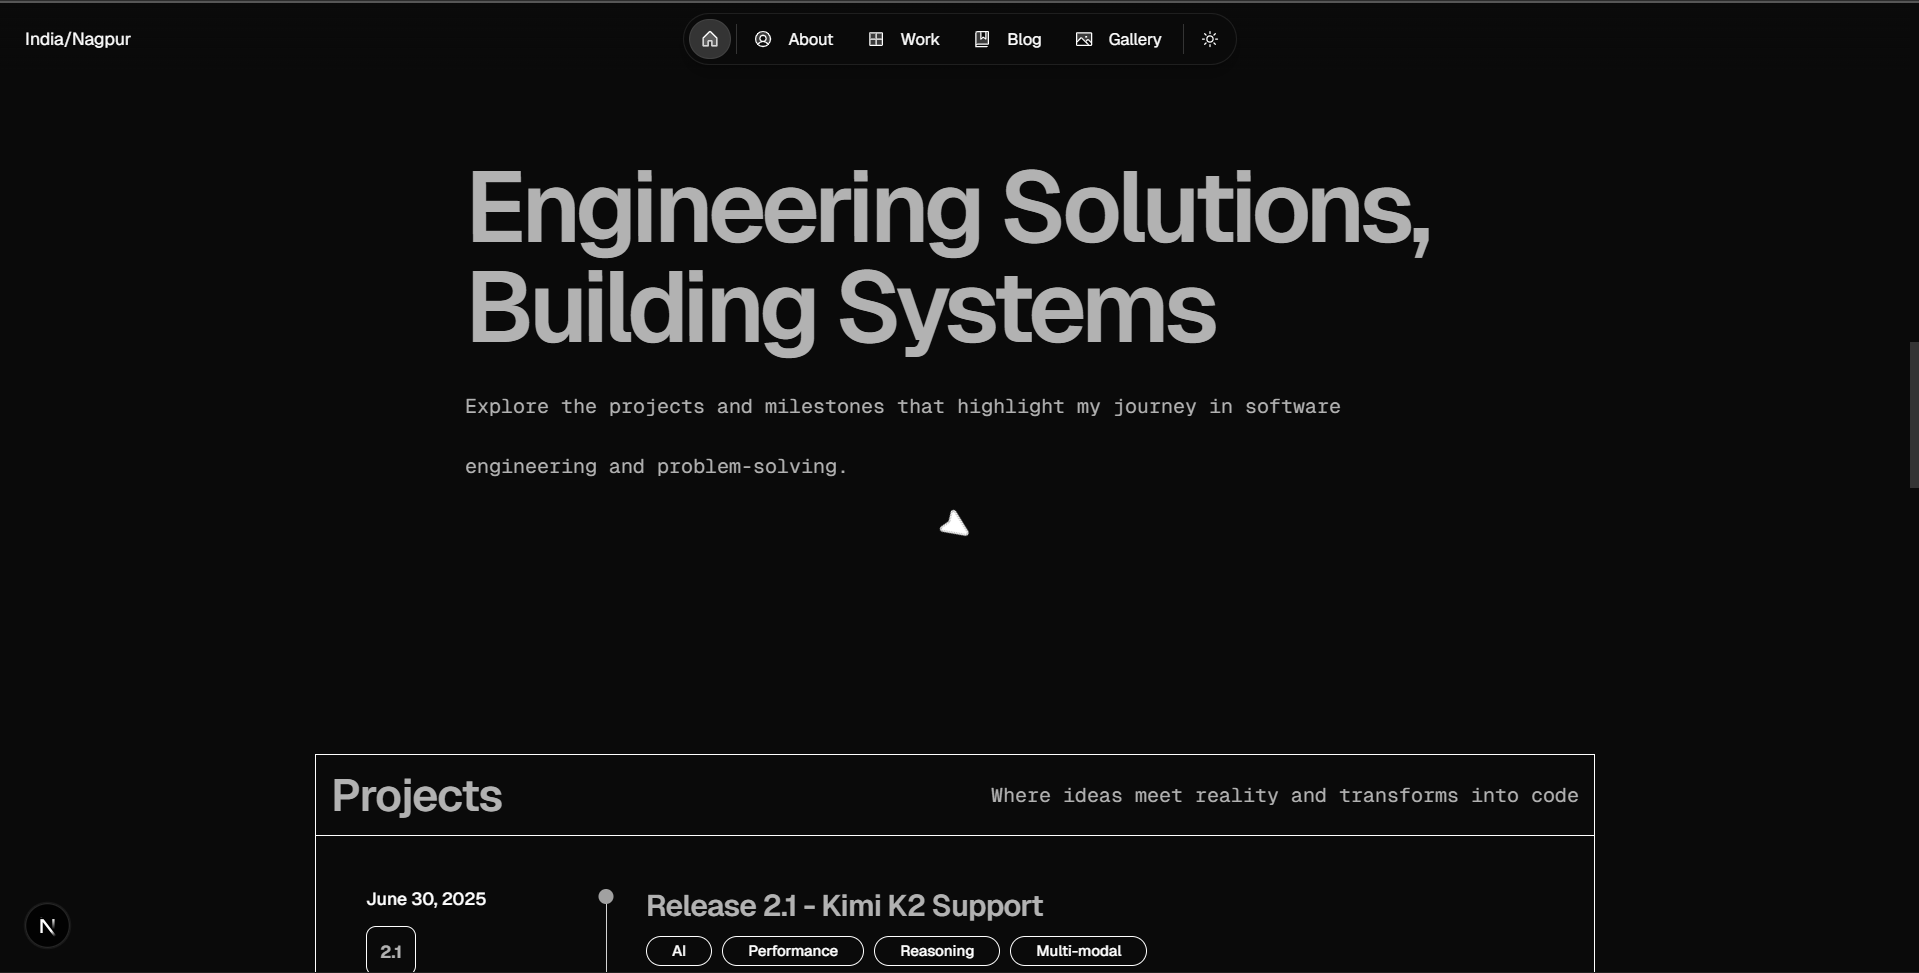 India/Nagpur
About
Work
Blog
Gallery
Engineering Solutions,
Building Systems
Explore the projects and milestones that highlight my journey in software
engineering and problem-solving.
Projects
Where ideas meet reality and transforms into code
June 30, 2025
2.1
Release 2.1 - Kimi K2 Support
AI
Performance
Reasoning
Multi-modal
N